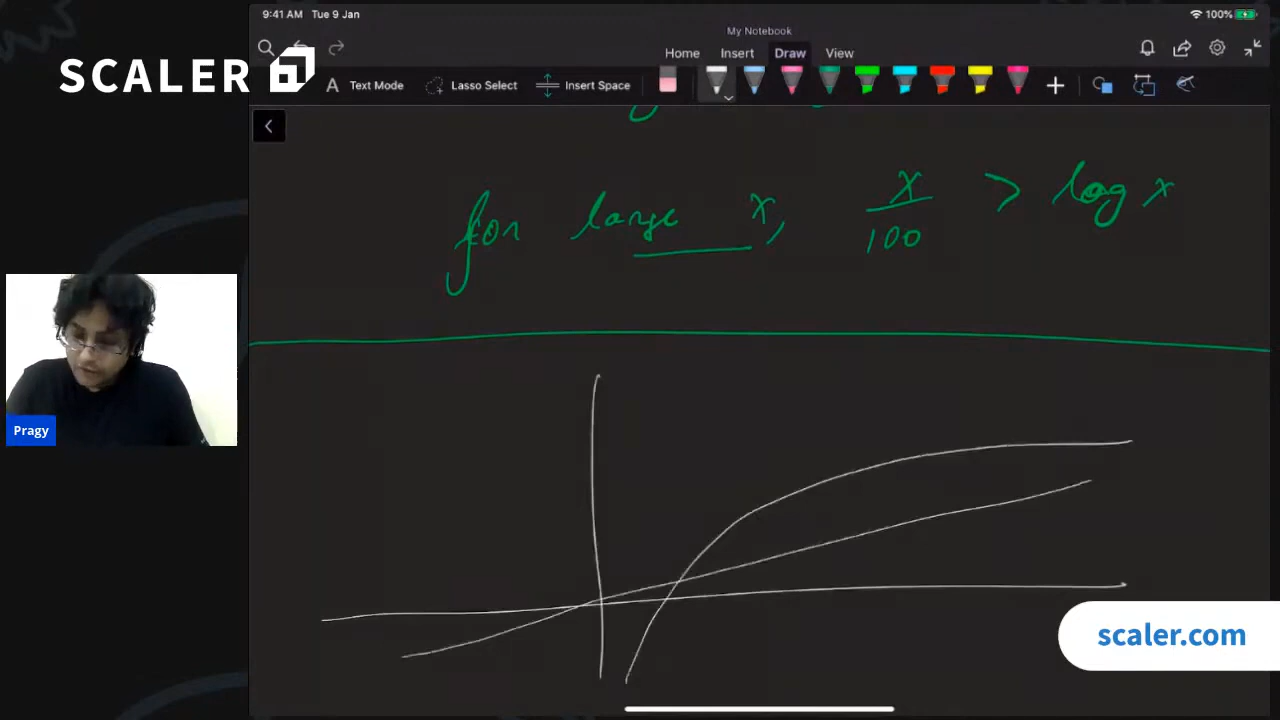 9:41 AM Tue 9 Jan
100%
My Notebook
Home Insert Draw View
SCALER
A Text Mode Lasso Select Insert Space
for large x, x/100 > log x
Pragy
scaler.com